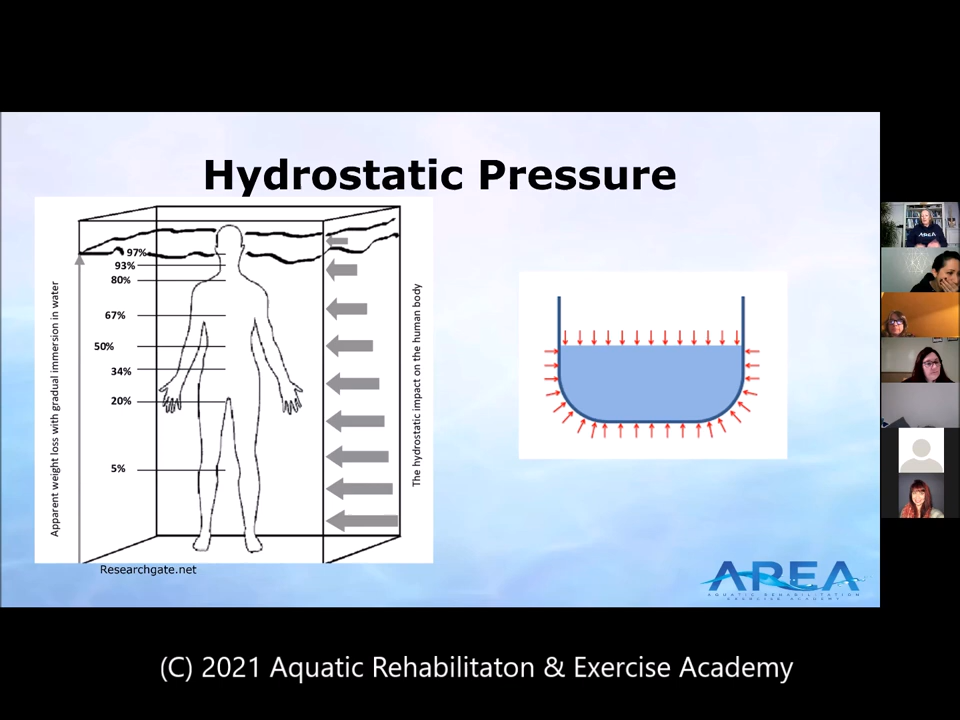 Hydrostatic Pressure
Apparent weight loss with gradual immersion in water
97%
93%
80%
67%
50%
34%
20%
5%
The hydrostatic impact on the human body
Researchgate.net
AREA
AQUATIC REHABILITATION
EXERCISE ACADEMY
(C) 2021 Aquatic Rehabilitaton & Exercise Academy